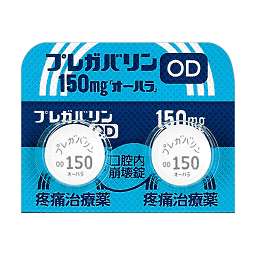 プレガバリン OD
150mg「オーハラ」
プレガバリン 150mg
OD
プレガバリン
OD 150
オーハラ
口腔内
崩壊錠
プレガバリン
OD 150
オーハラ
疼痛治療薬 疼痛治療薬